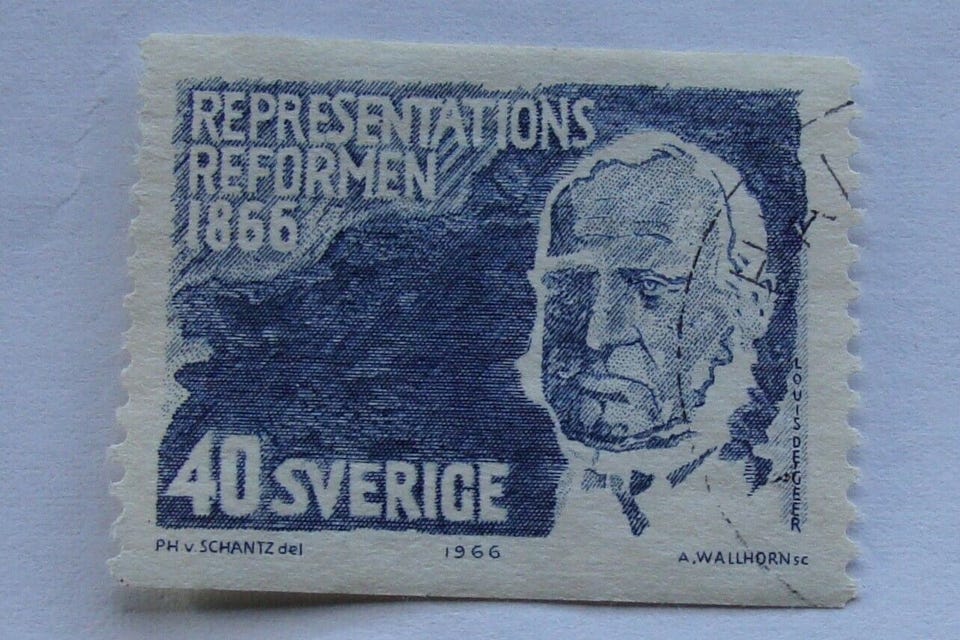 REPRESENTATIONS
REFORMEN
1866
LOUIS DE GEER
40 SVERIGE
PH v. SCHANTZ del
1966
A. WALLHORN sc